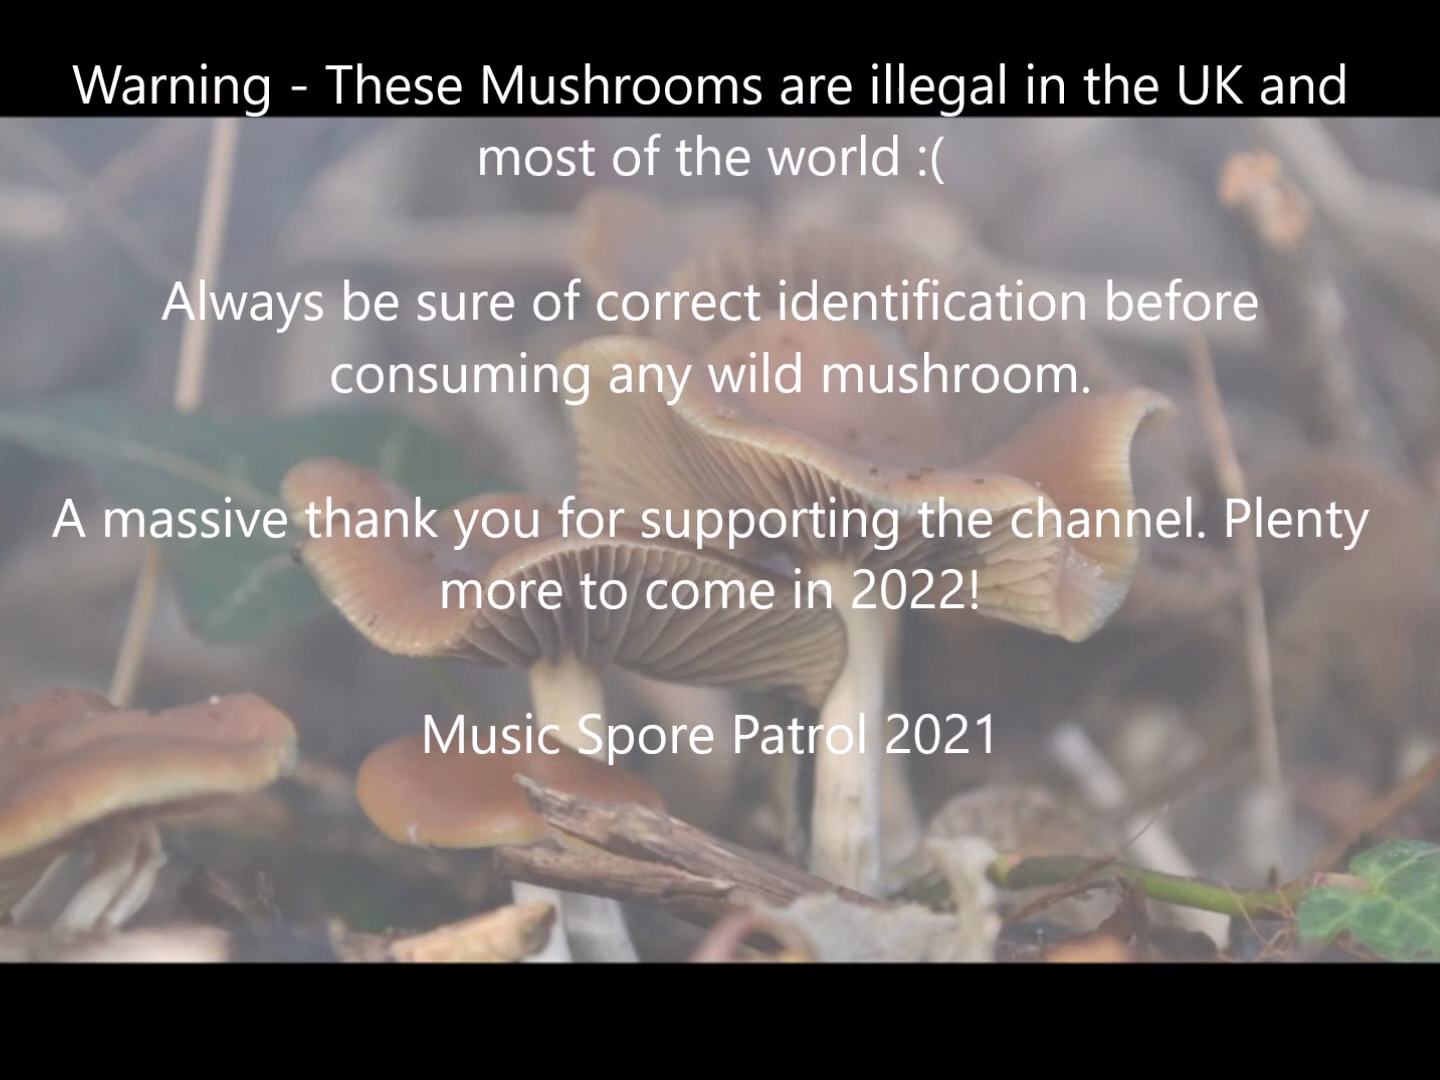 Warning - These Mushrooms are illegal in the UK and
most of the world :(
Always be sure of correct identification before
consuming any wild mushroom.
A massive thank you for supporting the channel. Plenty
more to come in 2022!
Music Spore Patrol 2021